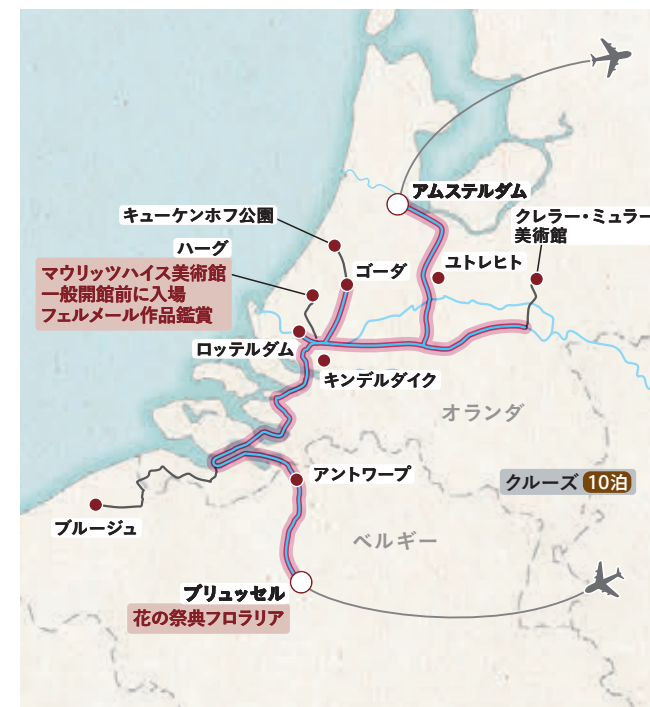 アムステルダム
キューケンホフ公園
クレラー・ミュラー
美術館
ハーグ
マウリッツハイス美術館
一般開館前に入場
フェルメール作品鑑賞
ゴーダ
ユトレヒト
ロッテルダム
キンデルダイク
オランダ
アントワープ
クルーズ 10泊
ブルージュ
ベルギー
ブリュッセル
花の祭典フロラリア